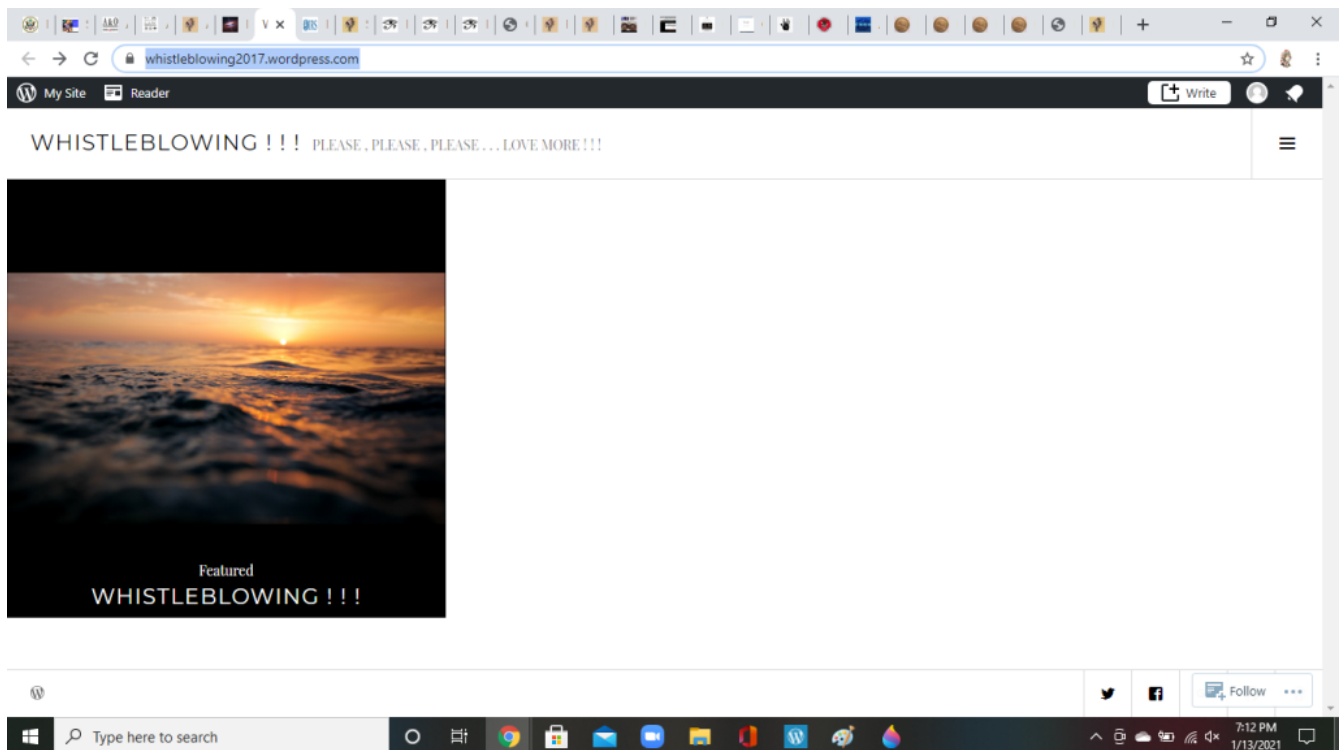 whistleblowing2017.wordpress.com
My Site Reader Write
WHISTLEBLOWING ! ! ! PLEASE , PLEASE , PLEASE . . . LOVE MORE ! ! !
Featured
WHISTLEBLOWING ! ! !
Follow
Type here to search
7:12 PM
1/13/2021